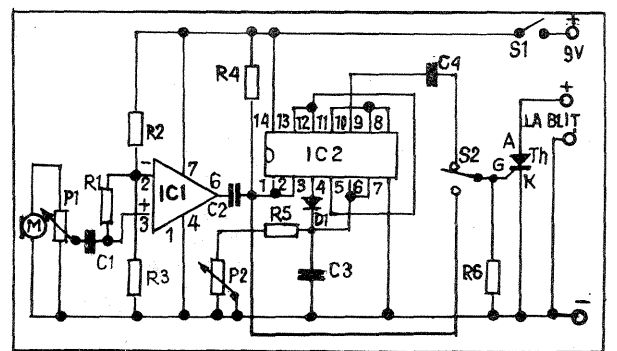 +
S1
9V
R4
C4
+
LA BLIT
R2
14 13 12 11 10 9 8
IC2
S2
A
Th
G
K
R1
-
2
7
IC1
6
+
3
1
4
C2
1 2 3 4 5 6 7
M
P1
C1
D1
R5
R3
P2
C3
R6
-